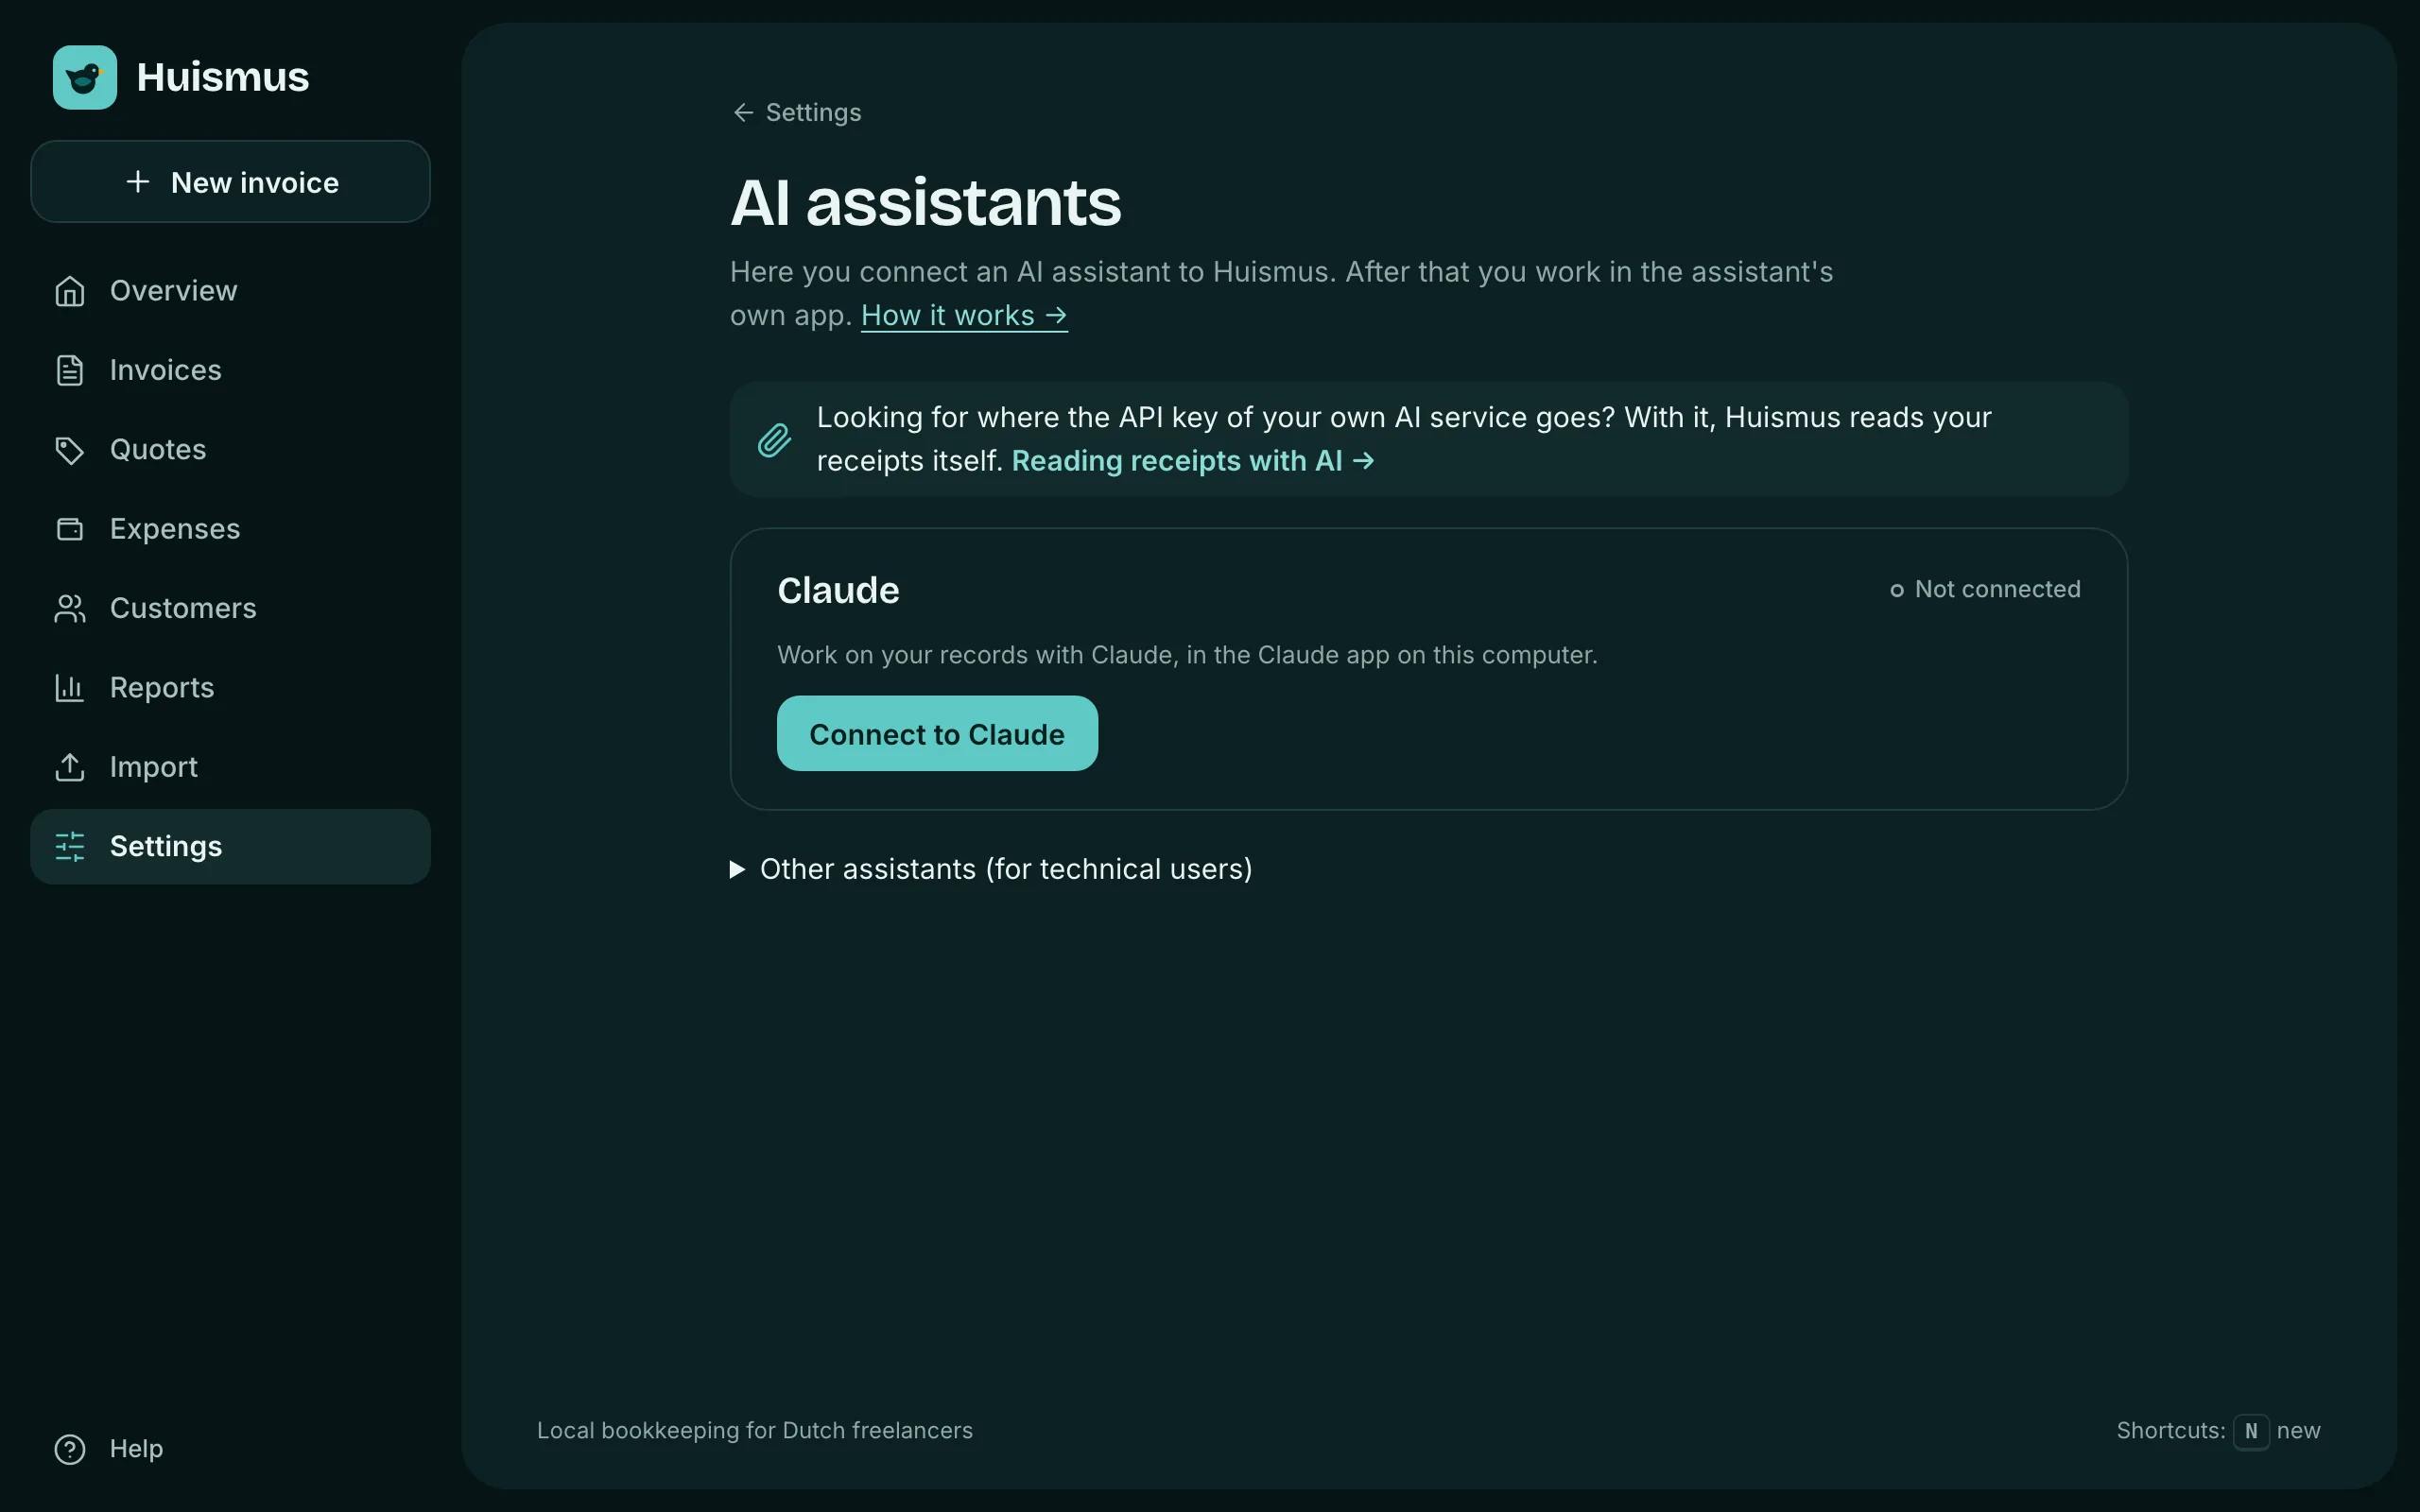 Huismus
New invoice
Overview
Invoices
Quotes
Expenses
Customers
Reports
Import
Settings
Help
← Settings
AI assistants
Here you connect an AI assistant to Huismus. After that you work in the assistant's
own app. How it works →
Looking for where the API key of your own AI service goes? With it, Huismus reads your
receipts itself. Reading receipts with AI →
Claude
Not connected
Work on your records with Claude, in the Claude app on this computer.
Connect to Claude
Other assistants (for technical users)
Local bookkeeping for Dutch freelancers
Shortcuts: N new